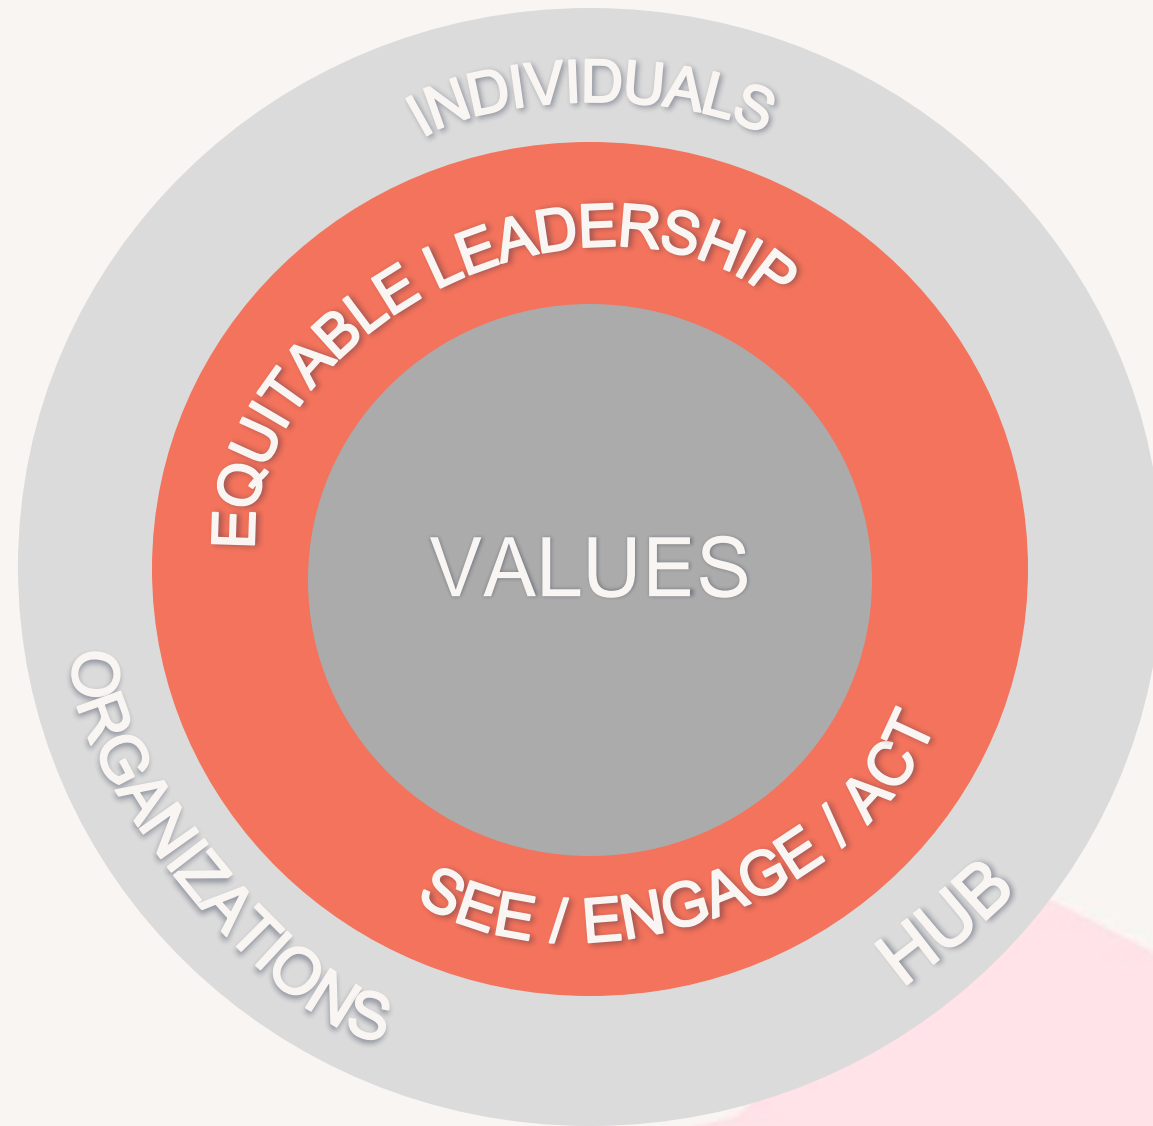 INDIVIDUALS
EQUITABLE LEADERSHIP
VALUES
SEE / ENGAGE / ACT
ORGANIZATIONS
HUB